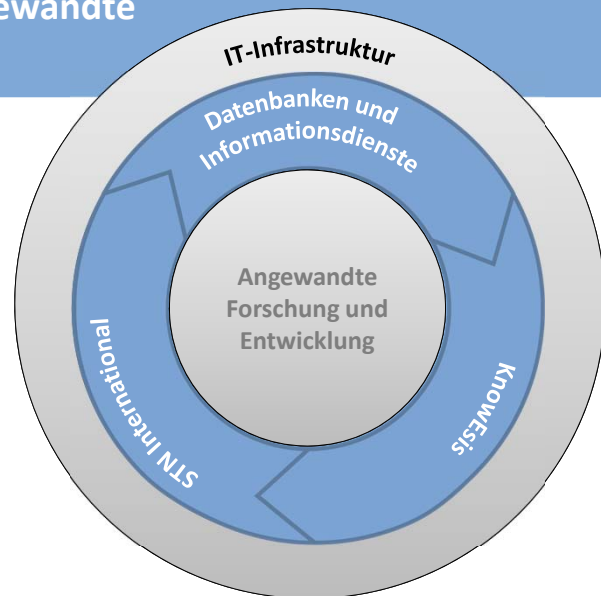 ewandte
IT-Infrastruktur
Datenbanken und
Informationsdienste
Angewandte
Forschung und
Entwicklung
STN International
KnowEsis